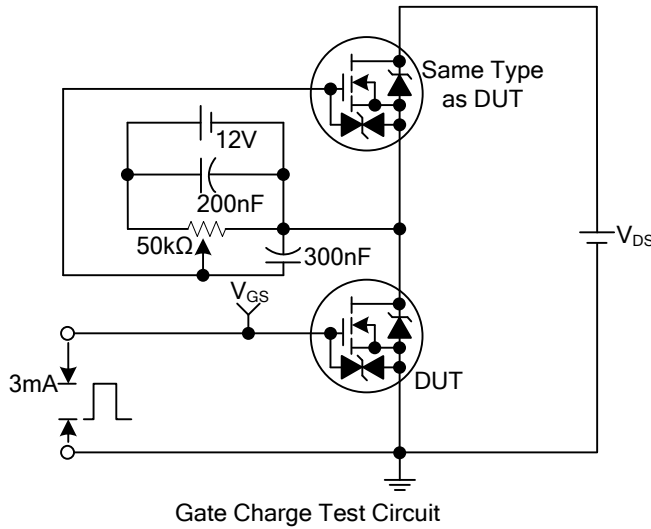 Same Type
as DUT
12V
200nF
50kΩ
300nF
VGS
VDS
3mA
DUT
Gate Charge Test Circuit